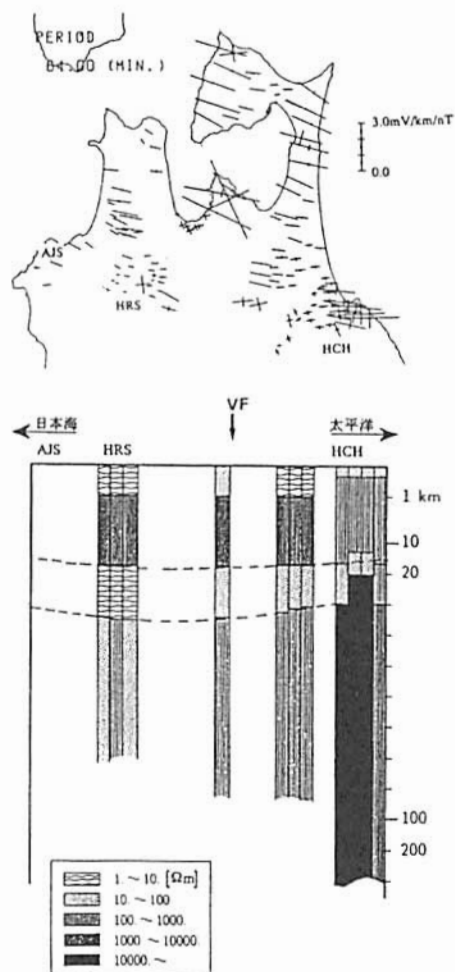 PERIOD
64.00 (MIN.)
3.0mV/km/nT
0.0
AJS
HRS
HCH
VF
日本海
太平洋
AJS
HRS
HCH
1 km
10
20
100
200
1. ~ 10. [Ωm]
10. ~ 100
100. ~ 1000.
1000 ~ 10000.
10000. ~